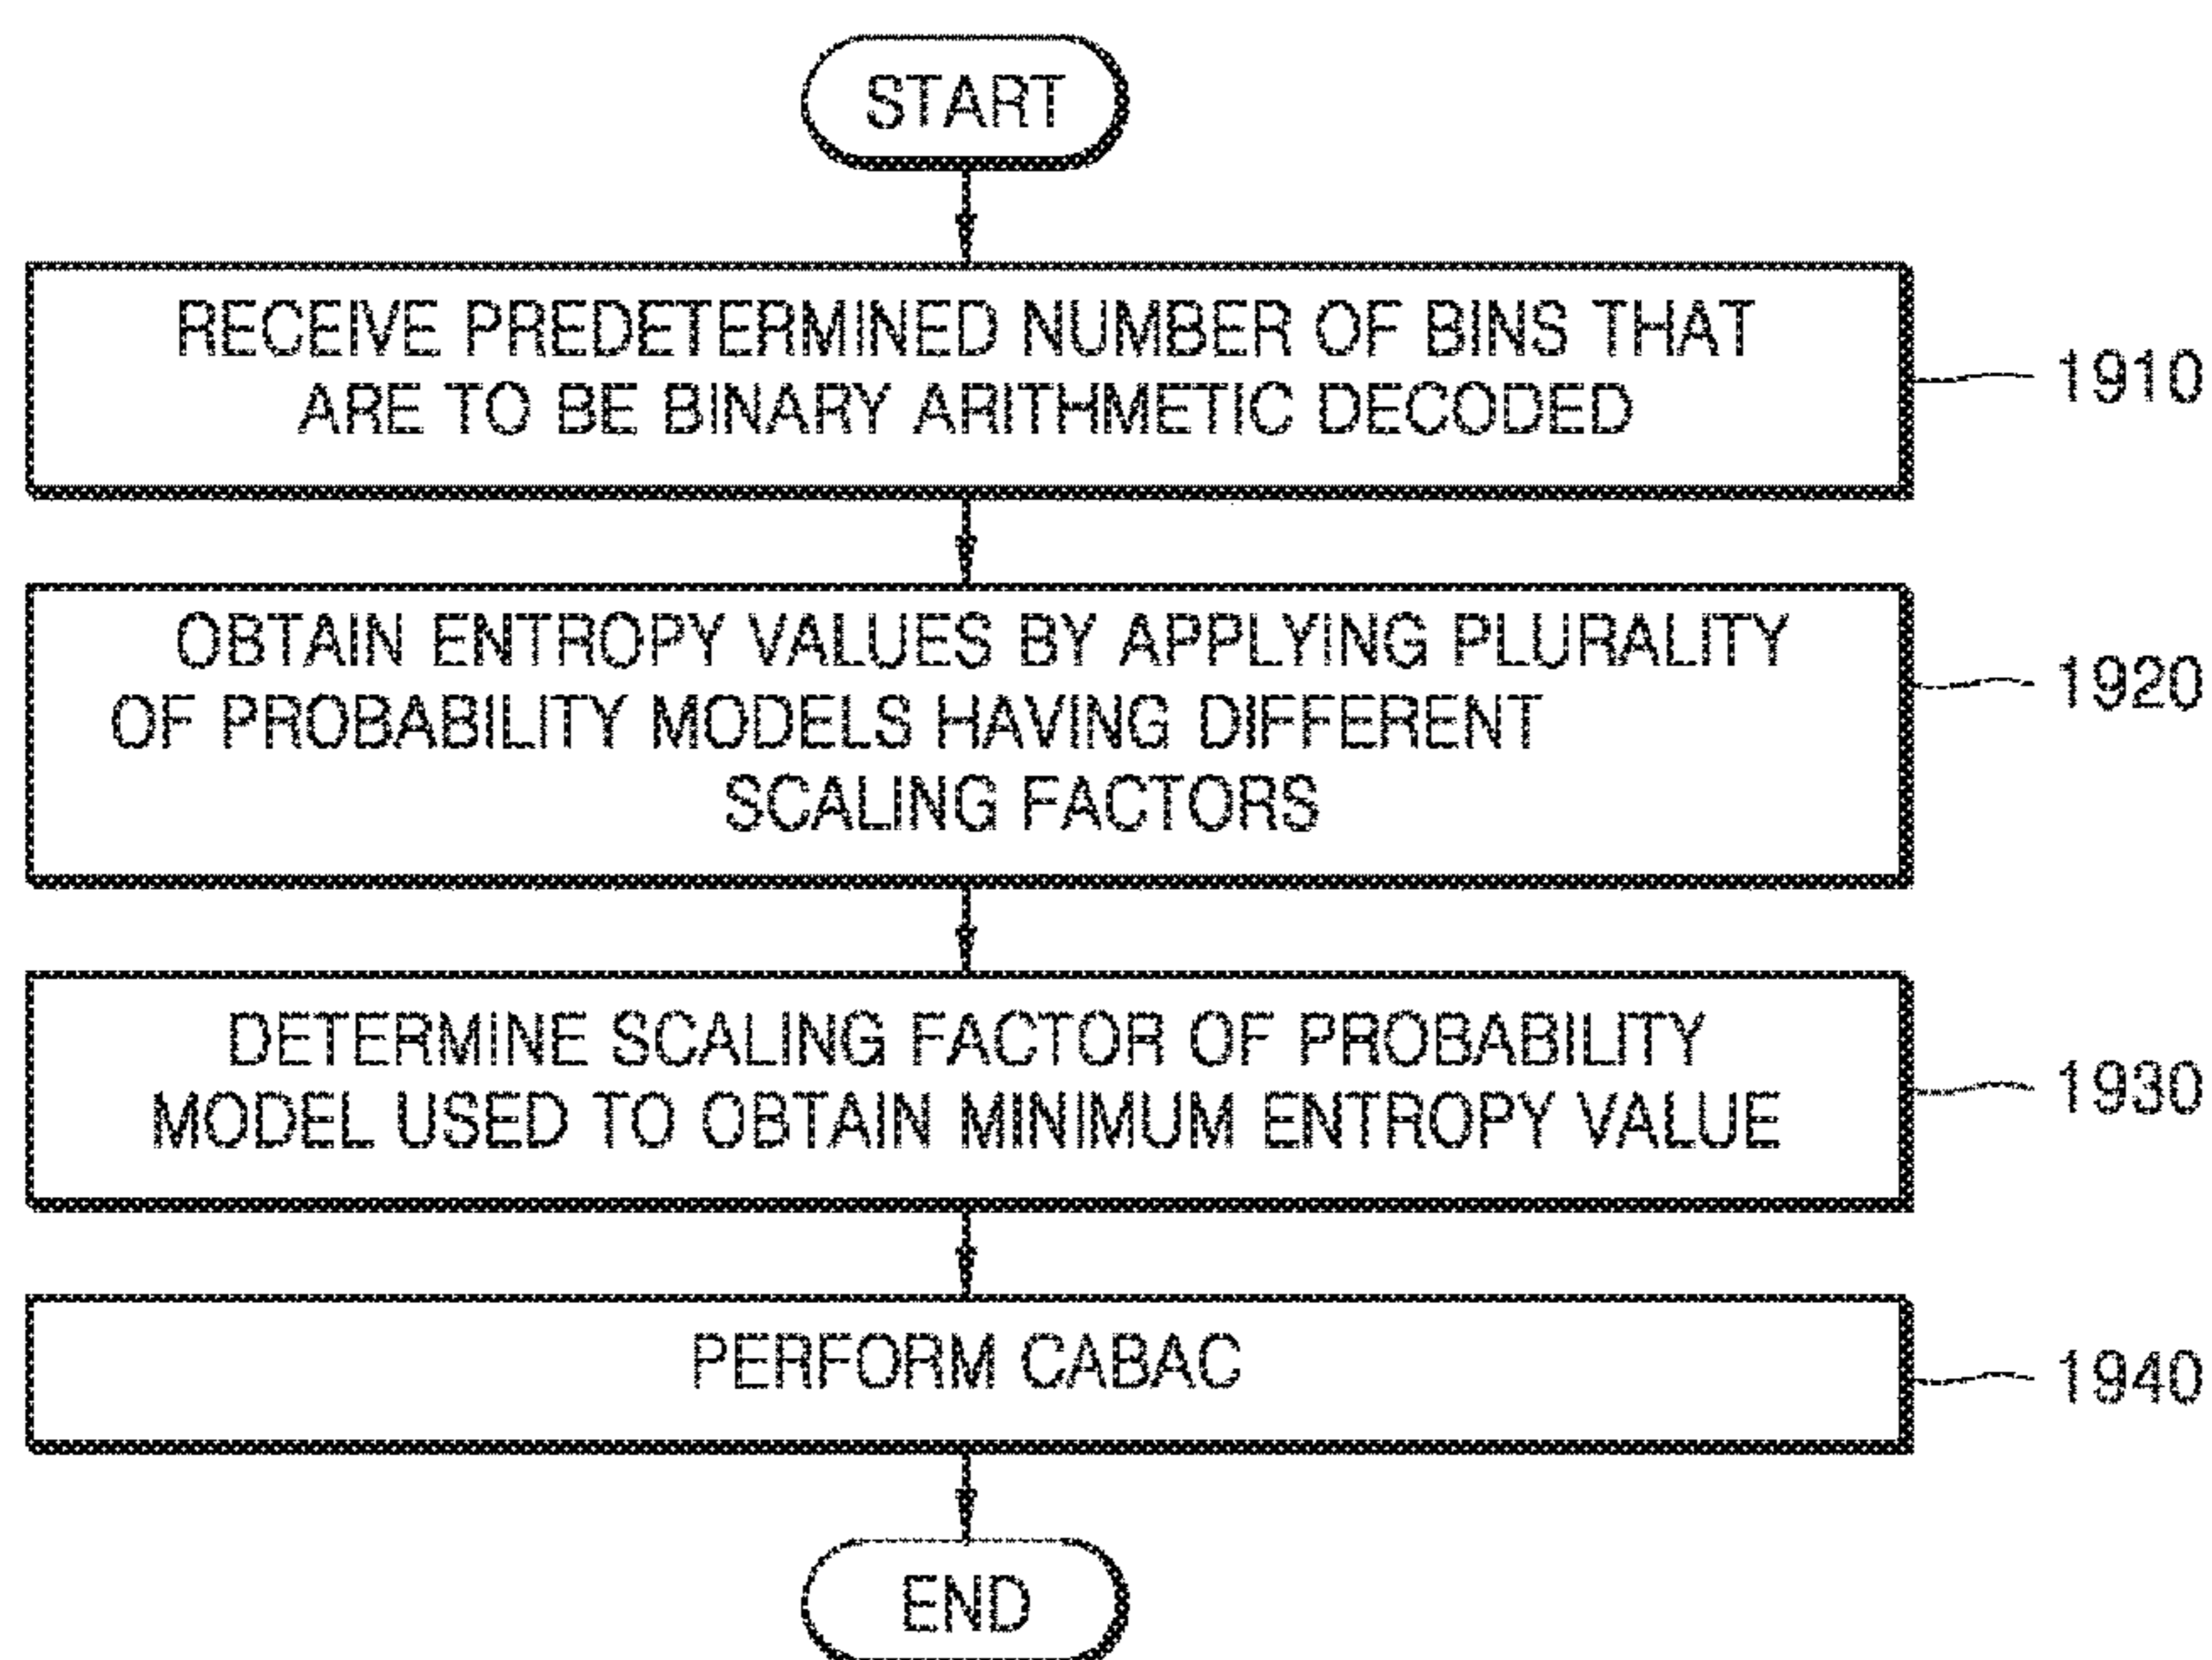 START
RECEIVE PREDETERMINED NUMBER OF BINS THAT
ARE TO BE BINARY ARITHMETIC DECODED
1910
OBTAIN ENTROPY VALUES BY APPLYING PLURALITY
OF PROBABILITY MODELS HAVING DIFFERENT
SCALING FACTORS
1920
DETERMINE SCALING FACTOR OF PROBABILITY
MODEL USED TO OBTAIN MINIMUM ENTROPY VALUE
1930
PERFORM CABAC
1940
END